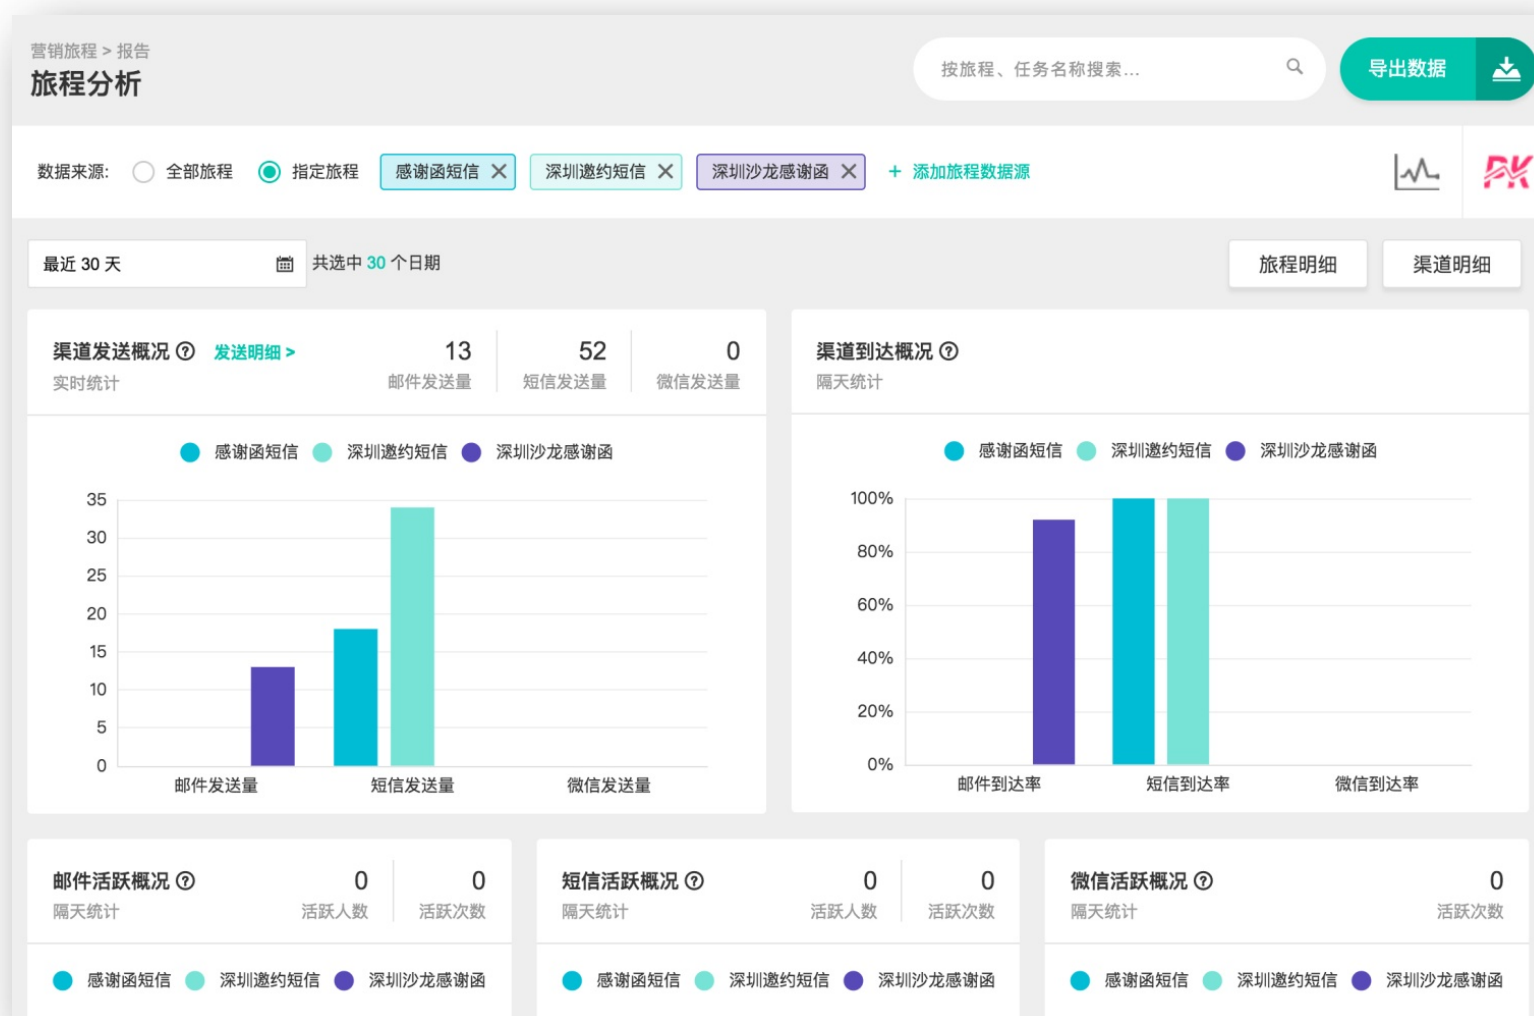 营销旅程 > 报告
旅程分析
按旅程、任务名称搜索...
导出数据
数据来源: 全部旅程 指定旅程 感谢函短信 深圳邀约短信 深圳沙龙感谢函 + 添加旅程数据源
PK
最近 30 天 共选中 30 个日期
旅程明细 渠道明细
渠道发送概况 ? 发送明细 >
实时统计
13 52 0
邮件发送量 短信发送量 微信发送量
感谢函短信 深圳邀约短信 深圳沙龙感谢函
35
30
25
20
15
10
5
0
邮件发送量 短信发送量 微信发送量
渠道到达概况 ?
隔天统计
感谢函短信 深圳邀约短信 深圳沙龙感谢函
100%
80%
60%
40%
20%
0%
邮件到达率 短信到达率 微信到达率
邮件活跃概况 ? 0 0
隔天统计 活跃人数 活跃次数
感谢函短信 深圳邀约短信 深圳沙龙感谢函
短信活跃概况 ? 0 0
隔天统计 活跃人数 活跃次数
感谢函短信 深圳邀约短信 深圳沙龙感谢函
微信活跃概况 ? 0
隔天统计 活跃次数
感谢函短信 深圳邀约短信 深圳沙龙感谢函